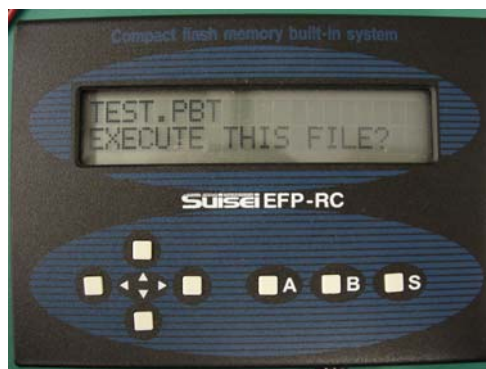 Compact flash memory built-in system
TEST.PBT
EXECUTE THIS FILE?
Suisei EFP-RC
A B S